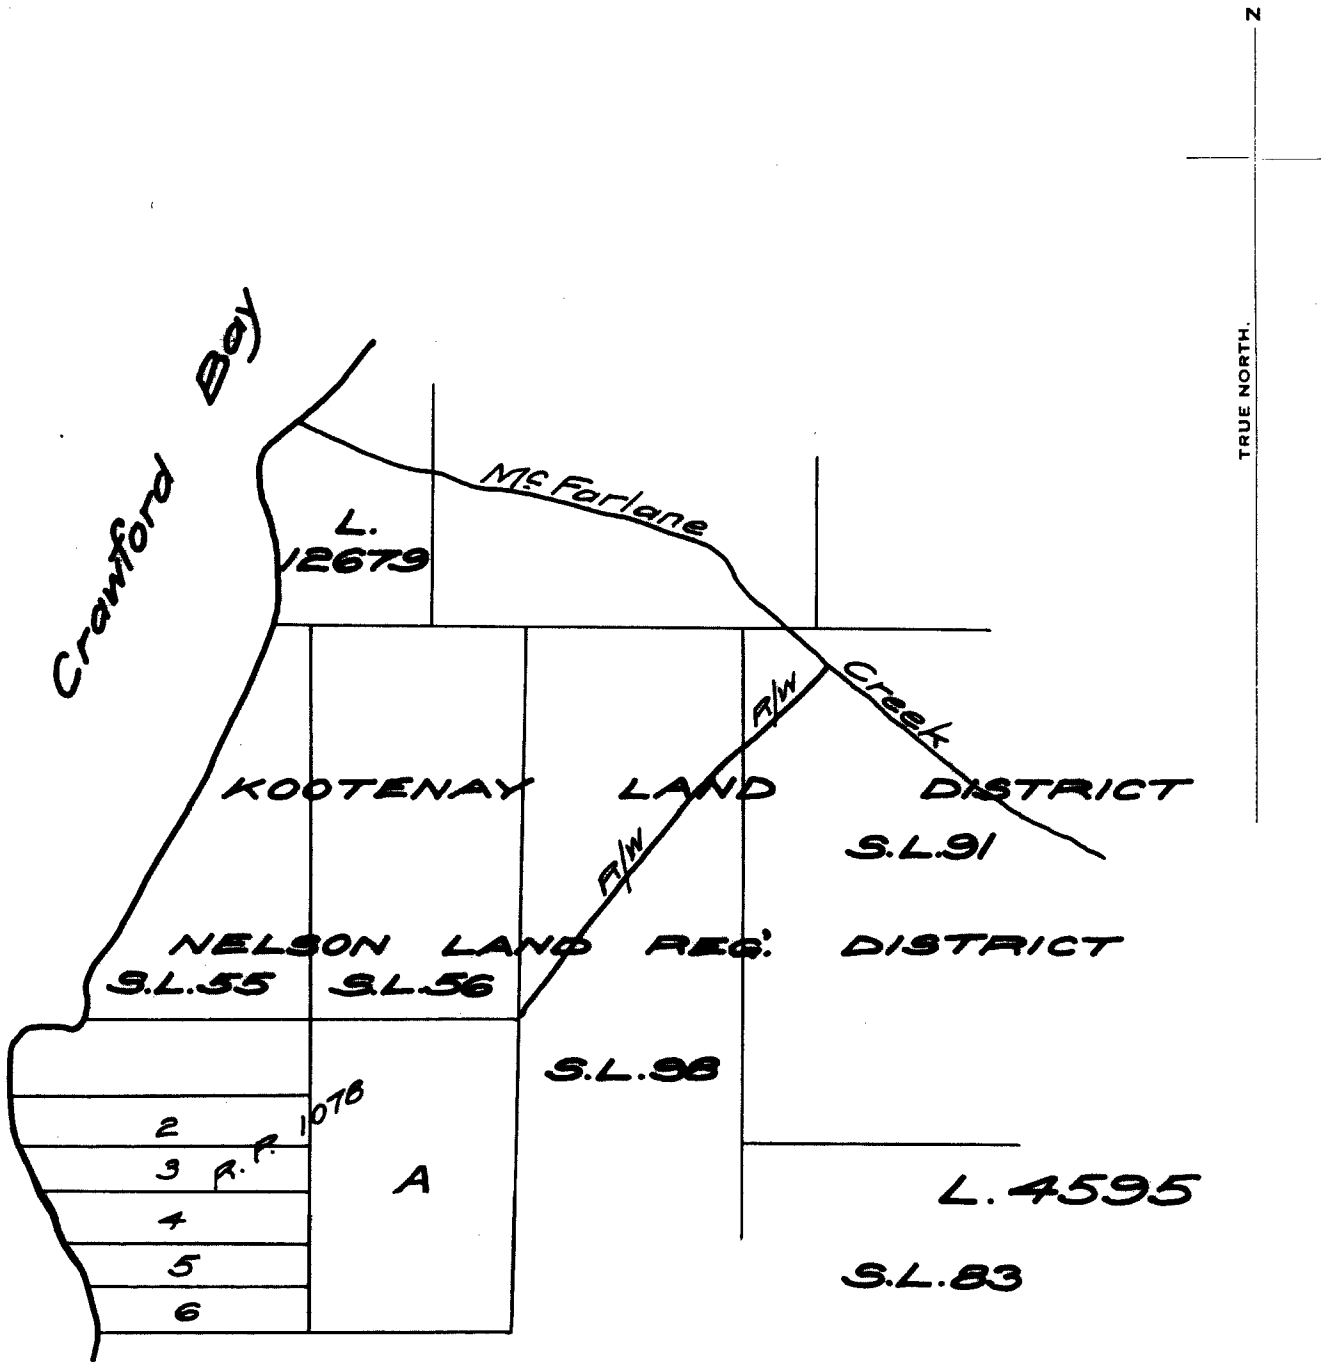 N
TRUE NORTH.
Crawford Bay
McFarlane Creek
L.
12679
R/W
KOOTENAY LAND DISTRICT
S.L.91
R/W
NELSON LAND REG'. DISTRICT
S.L.55
S.L.56
S.L.98
2
R.P. 1078
3
A
L. 4595
4
5
S.L.83
6